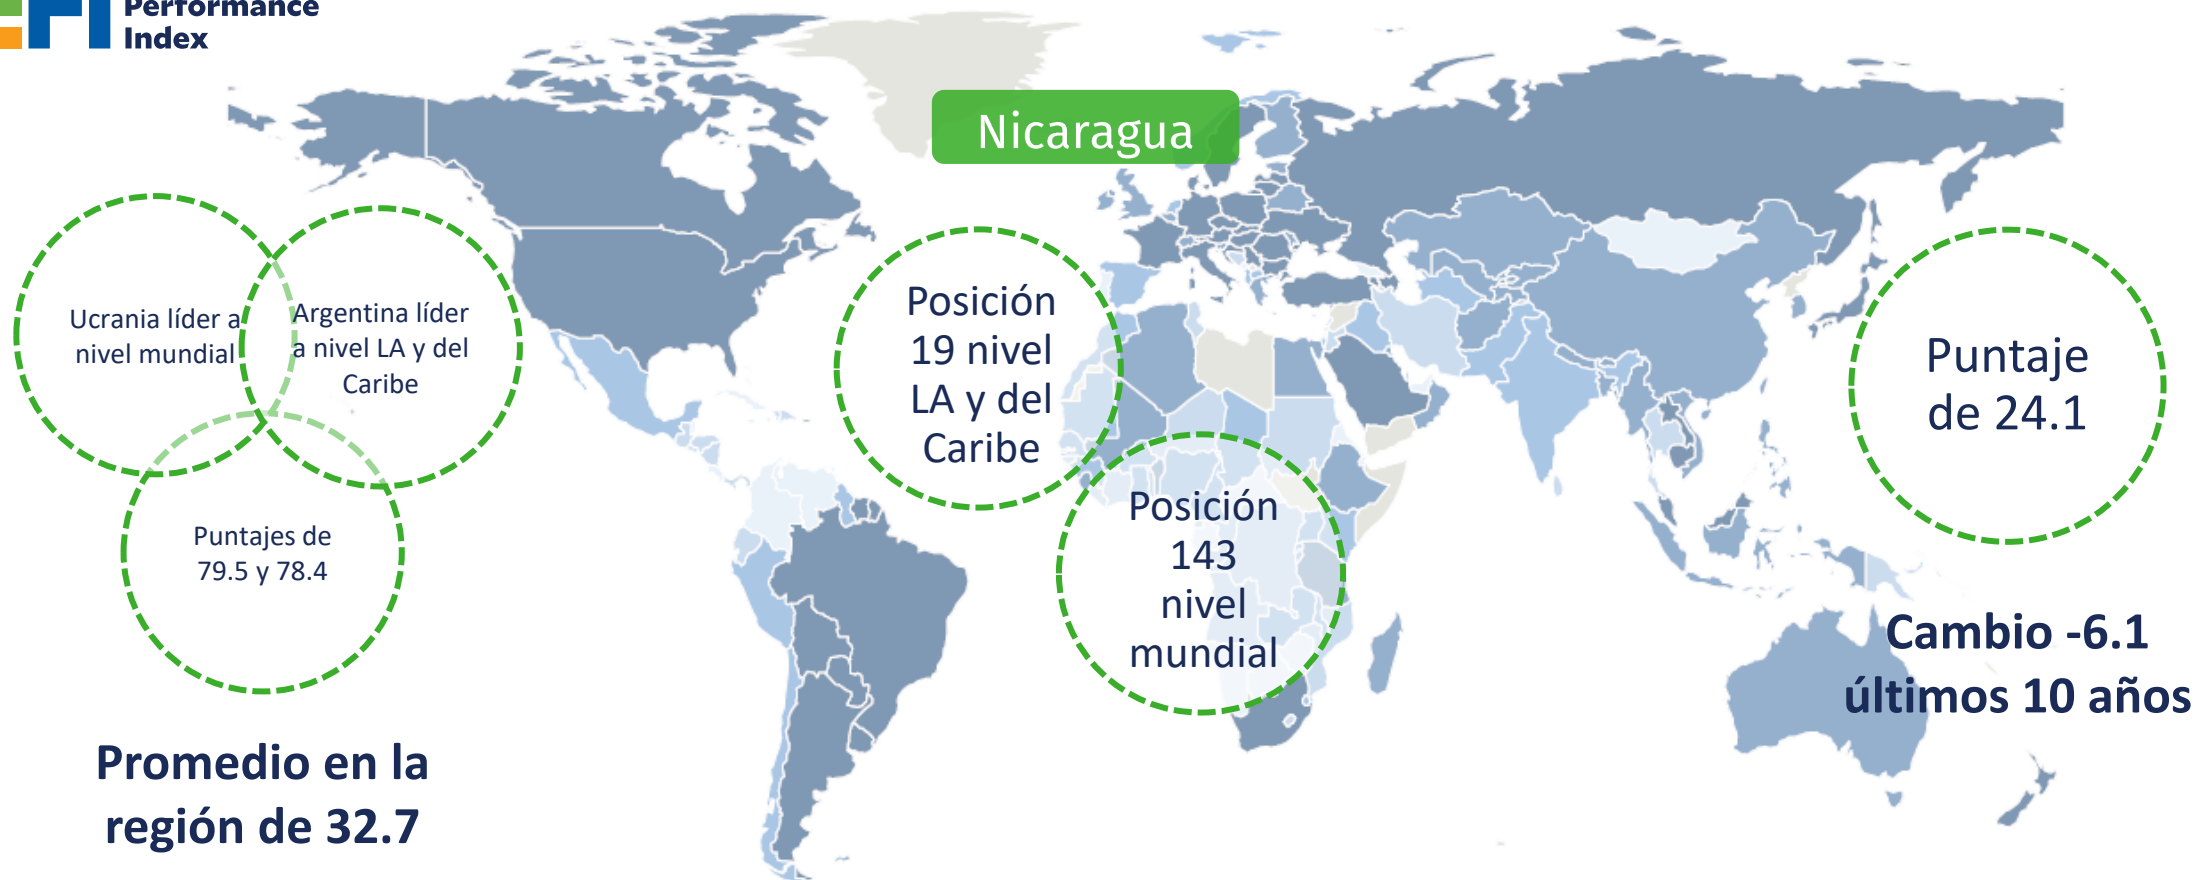 Performance
Index
Nicaragua
Ucrania líder a
nivel mundial
Argentina líder
a nivel LA y del
Caribe
Puntajes de
79.5 y 78.4
Promedio en la
región de 32.7
Posición
19 nivel
LA y del
Caribe
Posición
143
nivel
mundial
Puntaje
de 24.1
Cambio -6.1
últimos 10 años